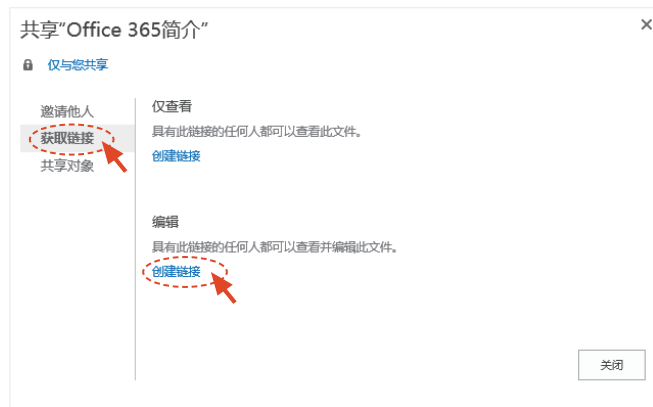 共享“Office 365简介”
仅与您共享
邀请他人
获取链接
共享对象
仅查看
具有此链接的任何人都可以查看此文件。
创建链接
编辑
具有此链接的任何人都可以查看并编辑此文件。
创建链接
关闭